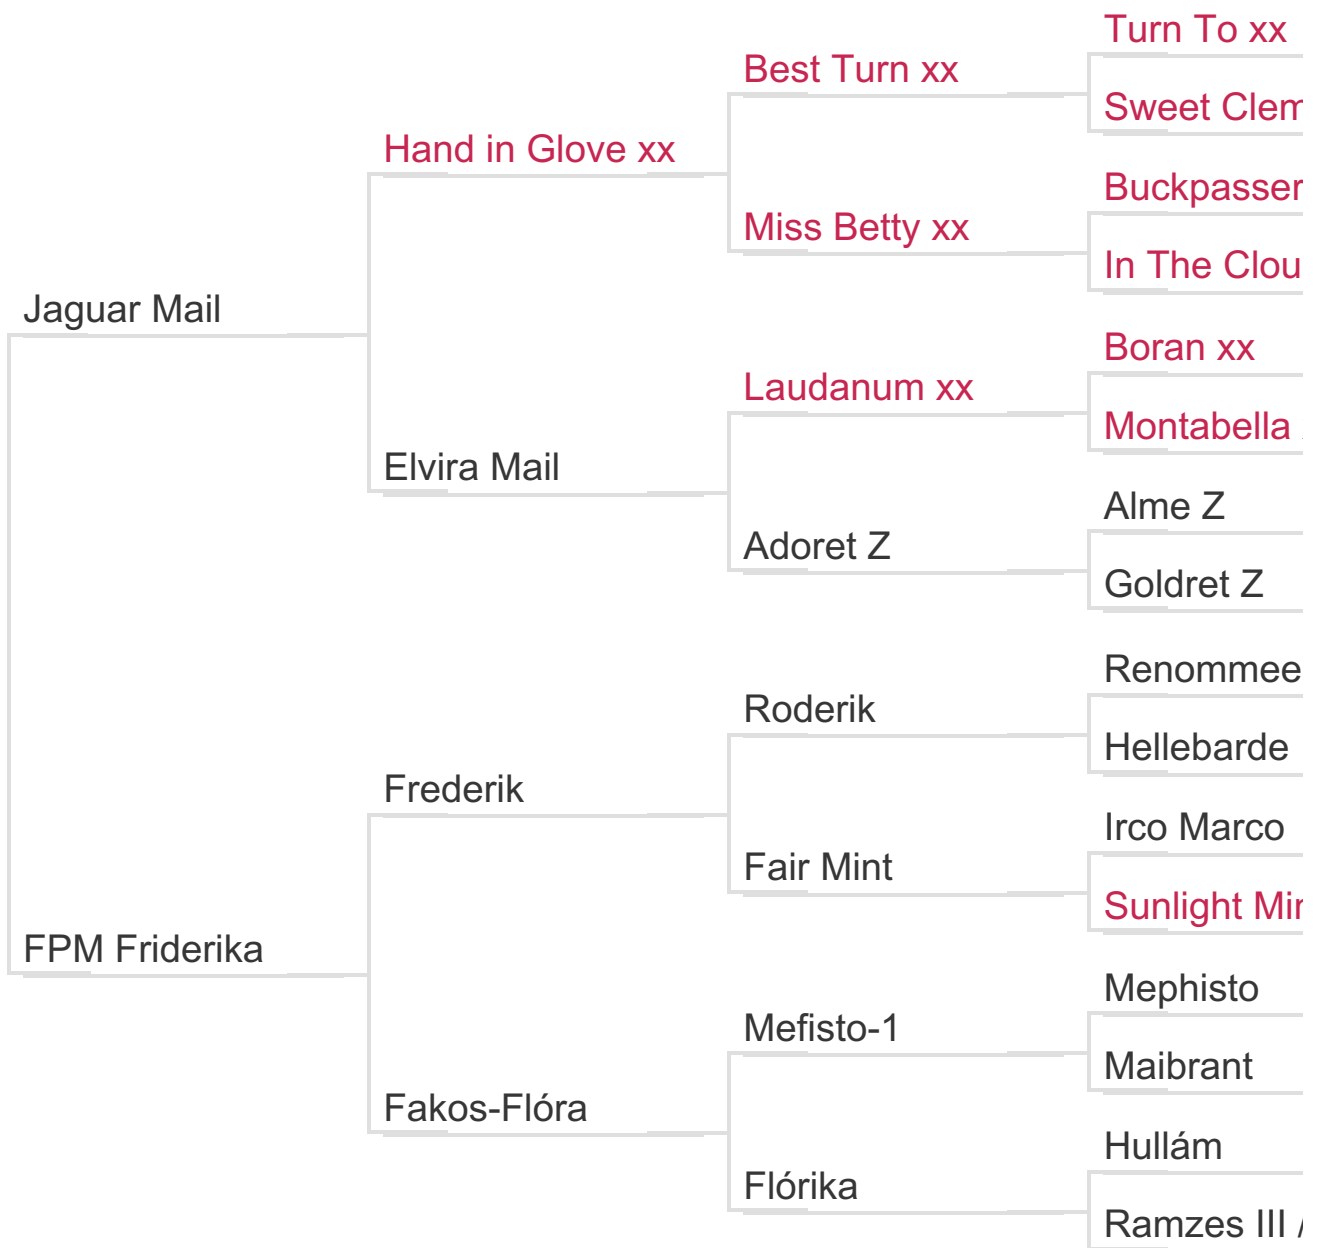 Turn To xx
Best Turn xx
Sweet Clem
Hand in Glove xx
Buckpasser
Miss Betty xx
In The Clou
Jaguar Mail
Boran xx
Laudanum xx
Montabella
Elvira Mail
Alme Z
Adoret Z
Goldret Z
Renommee
Roderik
Hellebarde
Frederik
Irco Marco
Fair Mint
Sunlight Min
FPM Friderika
Mephisto
Mefisto-1
Maibrant
Fakos-Flóra
Hullám
Flórika
Ramzes III /